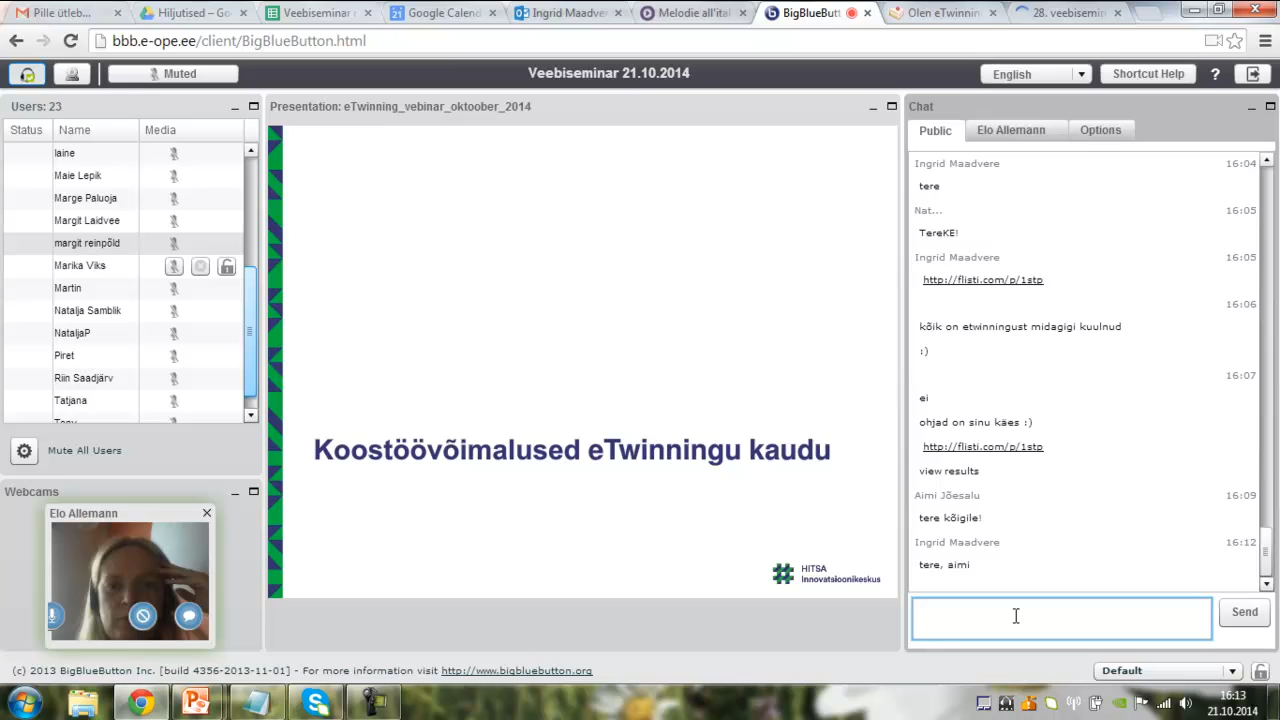 Pille ütleb
Hiljutised – Go
Veebiseminar
Google Calen
Ingrid Maadve
Melodie all'ital
BigBlueButt
Olen eTwinnin
28. veebisemin
bbb.e-ope.ee/client/BigBlueButton.html
Muted
Veebiseminar 21.10.2014
English
Shortcut Help
?
Users: 23
Status Name Media
laine
Maie Lepik
Marge Paluoja
Margit Laidvee
margit reinpõld
Marika Viks
Martin
Natalja Samblik
NataljaP
Piret
Riin Saadjärv
Tatjana
Mute All Users
Webcams
Elo Allemann
Presentation: eTwinning_vebinar_oktoober_2014
Koostöövõimalused eTwinningu kaudu
HITSA
Innovatsioonikeskus
Chat
Public
Elo Allemann
Options
Ingrid Maadvere 16:04
tere
Nat... 16:05
TereKE!
Ingrid Maadvere 16:05
http://flisti.com/p/1stp
16:06
kõik on etwinningust midagigi kuulnud
:)
16:07
ei
ohjad on sinu käes :)
http://flisti.com/p/1stp
view results
Aimi Jõesalu 16:09
tere kõigile!
Ingrid Maadvere 16:12
tere, aimi
Send
(c) 2013 BigBlueButton Inc. [build 4356-2013-11-01] - For more information visit http://www.bigbluebutton.org
Default
16:13
21.10.2014